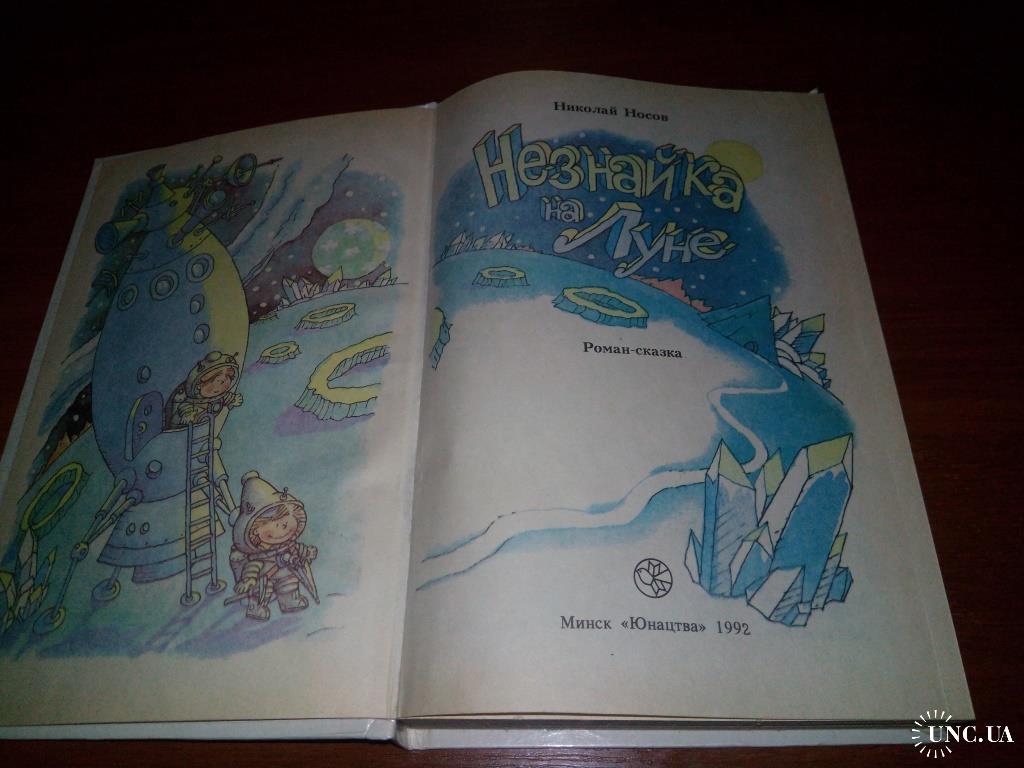 Николай Носов
Незнайка
на
Луне
Роман-сказка
Минск «Юнацтва» 1992
UNC.UA